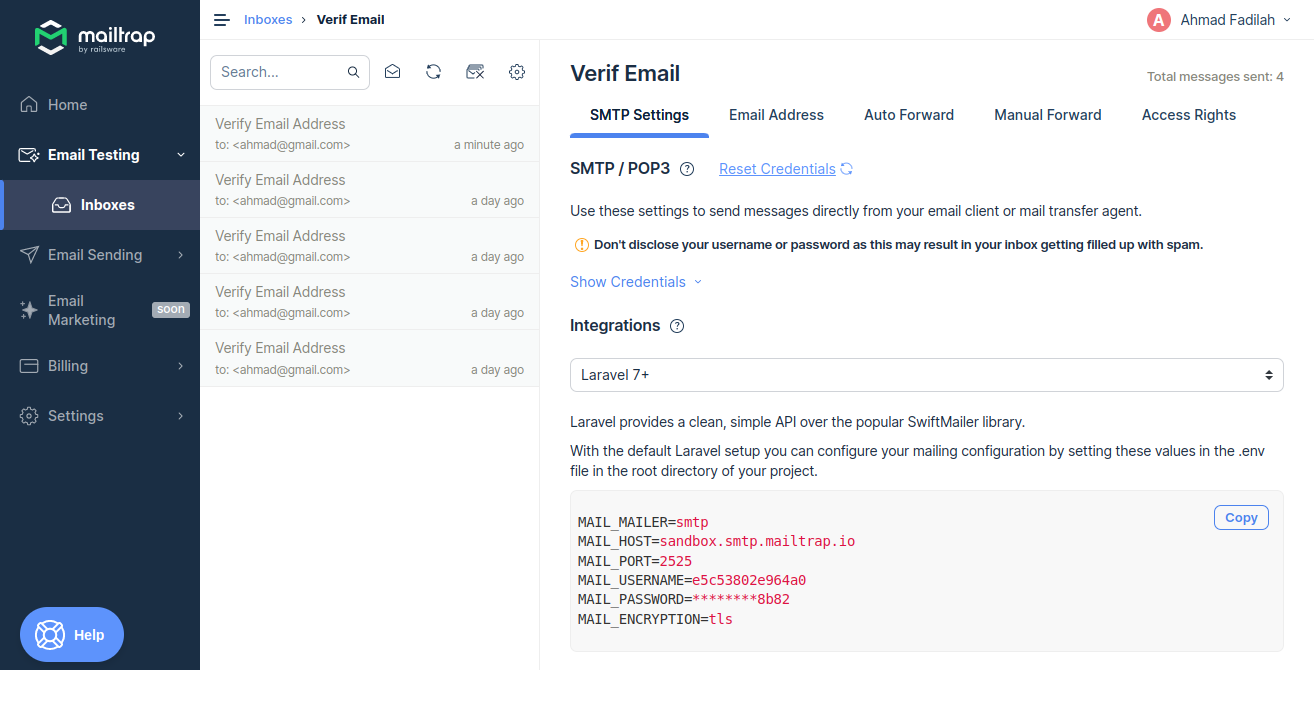 mailtrap
by railsware
Home
Email Testing
Inboxes
Email Sending
Email
Marketing
soon
Billing
Settings
Help
Inboxes › Verif Email
A Ahmad Fadilah
Search...
Verify Email Address
to: <ahmad@gmail.com> a minute ago
Verify Email Address
to: <ahmad@gmail.com> a day ago
Verify Email Address
to: <ahmad@gmail.com> a day ago
Verify Email Address
to: <ahmad@gmail.com> a day ago
Verify Email Address
to: <ahmad@gmail.com> a day ago
Verif Email
Total messages sent: 4
SMTP Settings Email Address Auto Forward Manual Forward Access Rights
SMTP / POP3 ? Reset Credentials
Use these settings to send messages directly from your email client or mail transfer agent.
! Don't disclose your username or password as this may result in your inbox getting filled up with spam.
Show Credentials
Integrations ?
Laravel 7+
Laravel provides a clean, simple API over the popular SwiftMailer library.
With the default Laravel setup you can configure your mailing configuration by setting these values in the .env
file in the root directory of your project.
Copy
MAIL_MAILER=smtp
MAIL_HOST=sandbox.smtp.mailtrap.io
MAIL_PORT=2525
MAIL_USERNAME=e5c53802e964a0
MAIL_PASSWORD=********8b82
MAIL_ENCRYPTION=tls